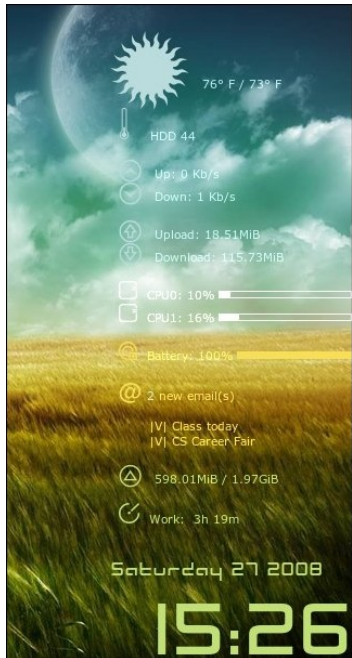 76° F / 73° F
HDD 44
Up: 0 Kb/s
Down: 1 Kb/s
Upload: 18.51MiB
Download: 115.73MiB
CPU0: 10%
CPU1: 16%
Battery: 100%
@ 2 new email(s)
|V| Class today
|V| CS Career Fair
598.01MiB / 1.97GiB
Work: 3h 19m
Saturday 27 2008
15:26